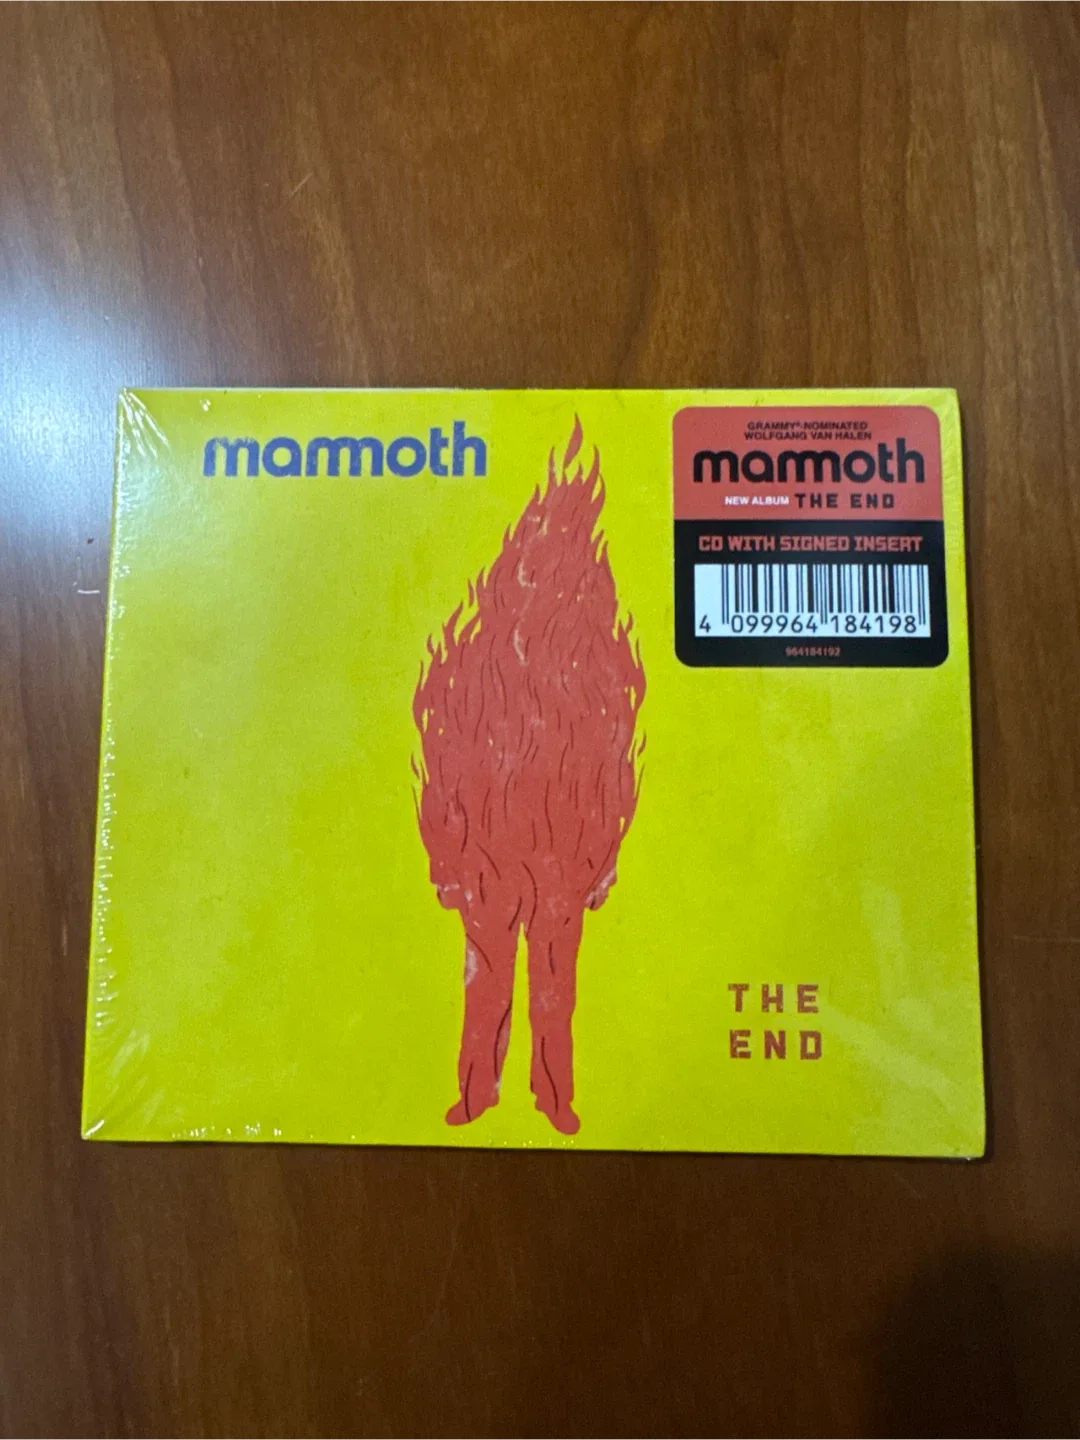 mammoth
GRAMMY®-NOMINATED
WOLFGANG VAN HALEN
mammoth
NEW ALBUM THE END
CD WITH SIGNED INSERT
4 099964 184198
964184192
THE
END